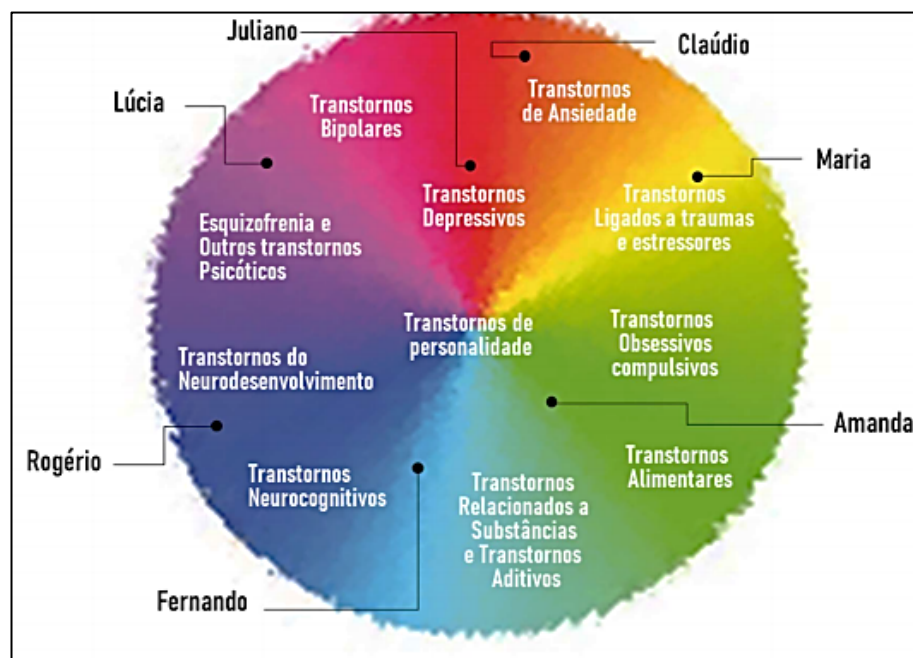 Juliano
Claúdio
Lúcia
Transtornos
Bipolares
Transtornos
de Ansiedade
Maria
Transtornos
Depressivos
Transtornos
Ligados a traumas
e estressores
Esquizofrenia e
Outros transtornos
Psicóticos
Transtornos de
personalidade
Transtornos
Obsessivos
compulsivos
Transtornos do
Neurodesenvolvimento
Amanda
Rogério
Transtornos
Neurocognitivos
Transtornos
Relacionados a
Substâncias
e Transtornos
Aditivos
Transtornos
Alimentares
Fernando